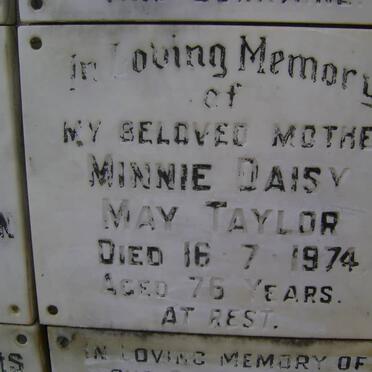 In Loving Memory
of
MY BELOVED MOTHE
MINNIE DAISY
MAY TAYLOR
DIED 16 7 1974
AGED 76 YEARS.
AT REST.
IN LOVING MEMORY OF